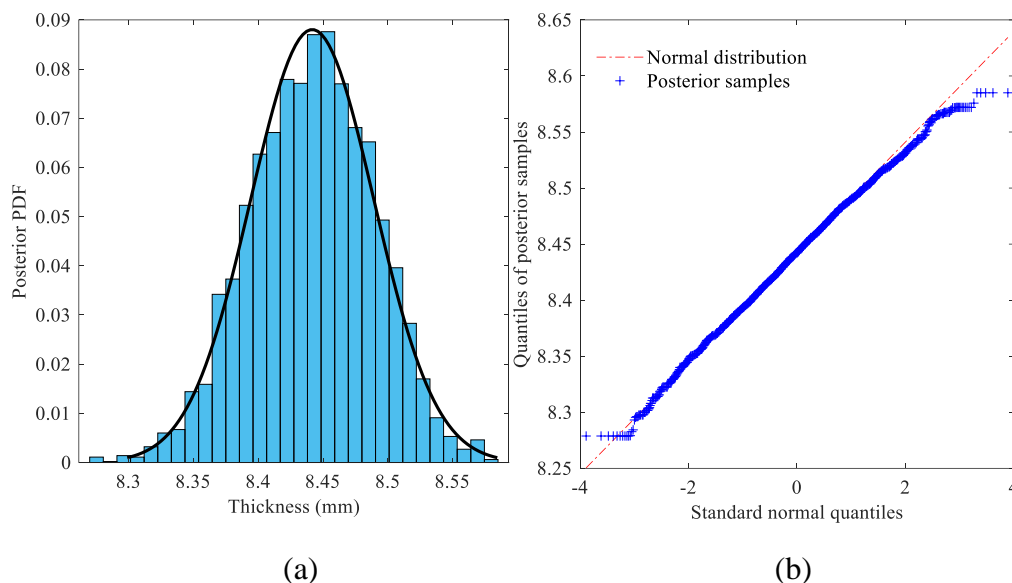 0.09
0.08
0.07
0.06
0.05
0.04
0.03
0.02
0.01
0
Posterior PDF
8.3 8.35 8.4 8.45 8.5 8.55
Thickness (mm)
(a)
8.65
8.6
8.55
8.5
8.45
8.4
8.35
8.3
8.25
Quantiles of posterior samples
Normal distribution
Posterior samples
-4 -2 0 2 4
Standard normal quantiles
(b)